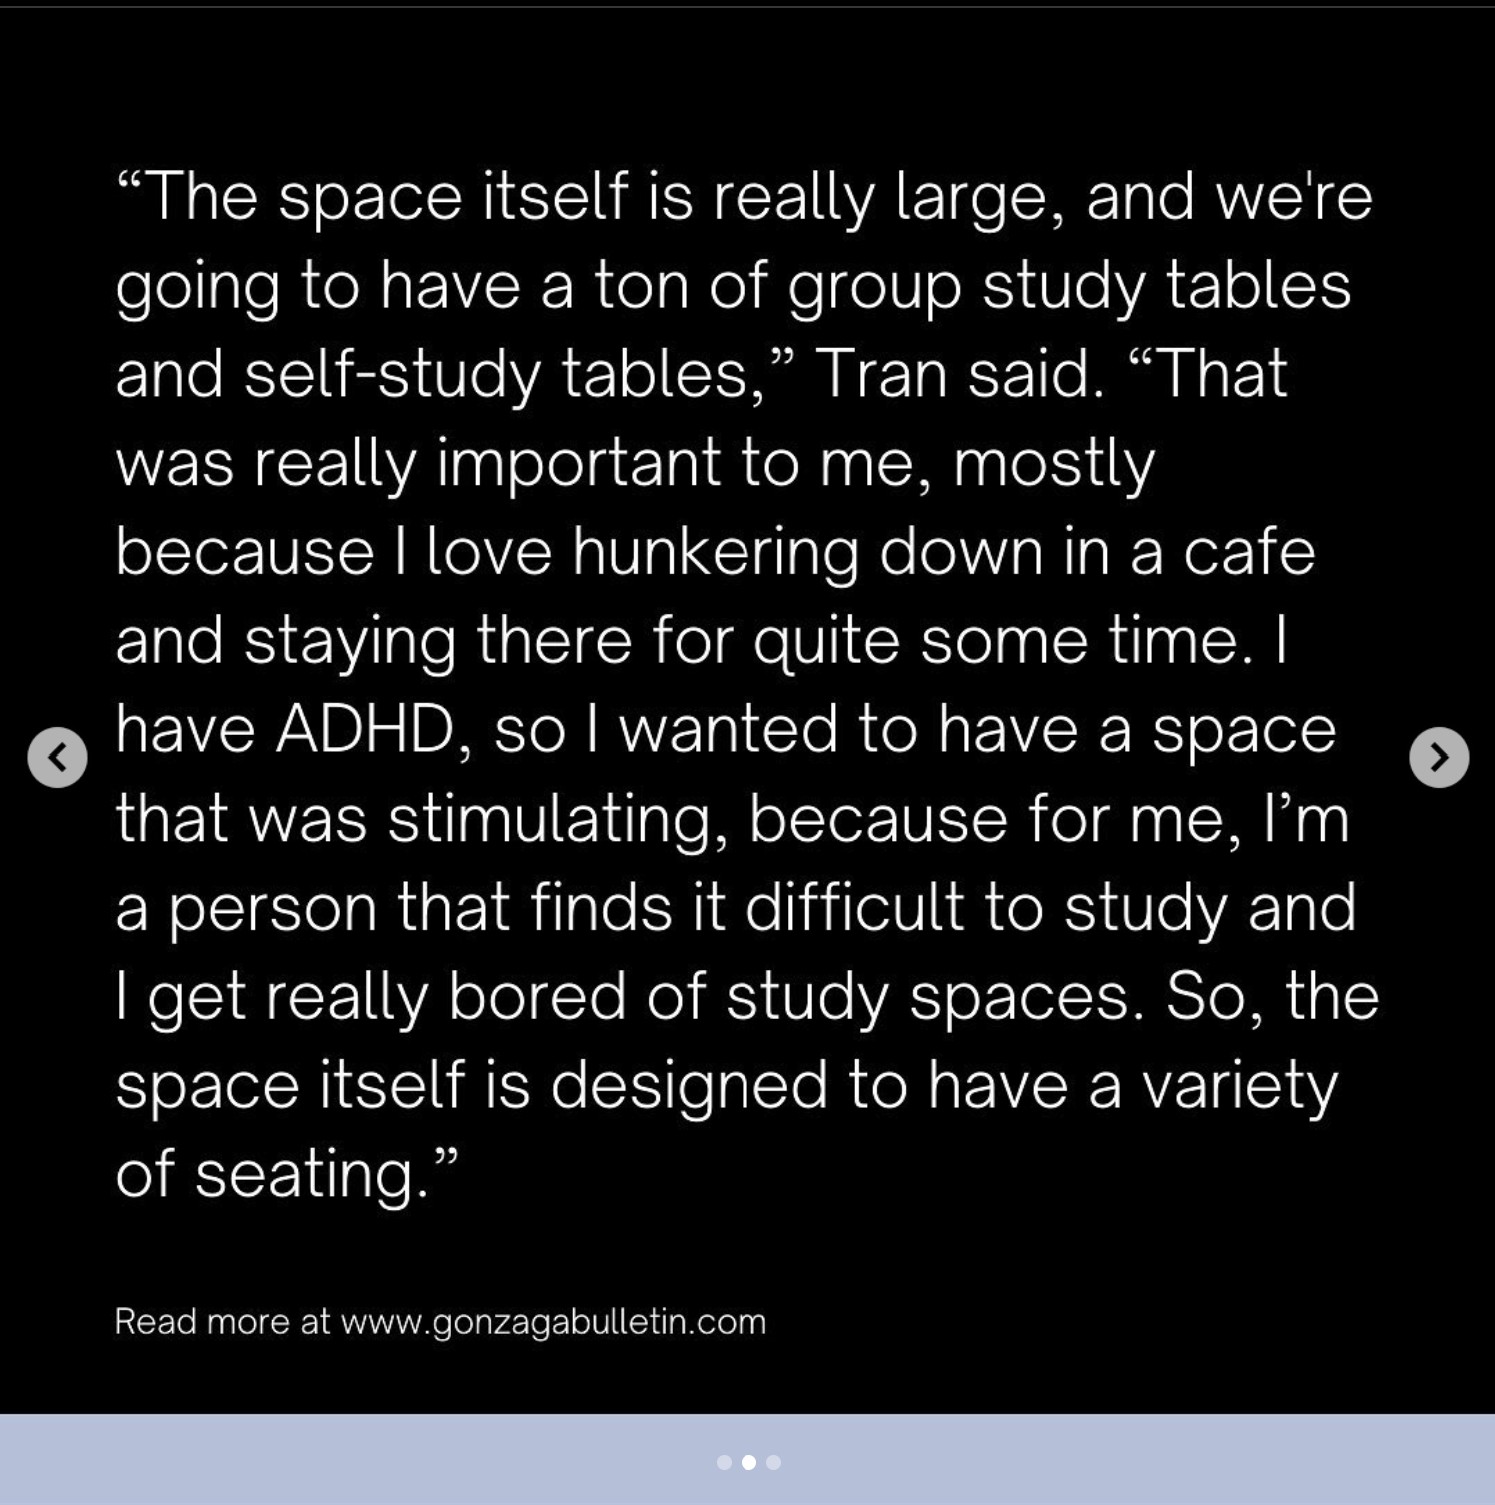 “The space itself is really large, and we're
going to have a ton of group study tables
and self-study tables,” Tran said. “That
was really important to me, mostly
because I love hunkering down in a cafe
and staying there for quite some time. I
have ADHD, so I wanted to have a space
that was stimulating, because for me, I’m
a person that finds it difficult to study and
I get really bored of study spaces. So, the
space itself is designed to have a variety
of seating.”
Read more at www.gonzagabulletin.com